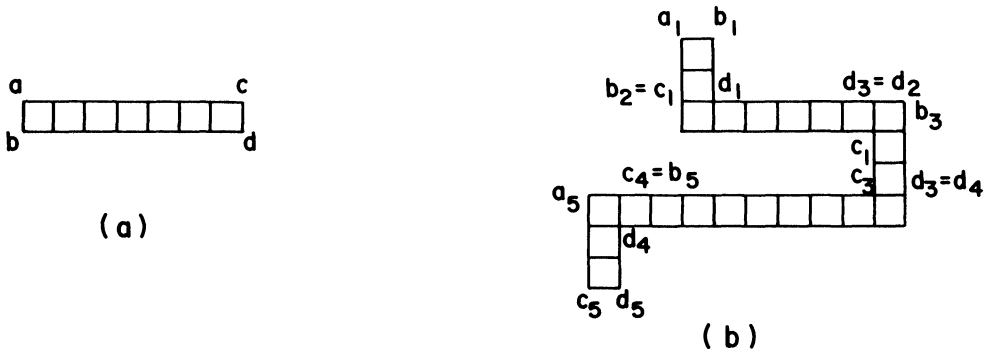 a c
b d
(a)
a₁ b₁
b₂ = c₁ d₁ d₃ = d₂
b₃
c₁
c₄ = b₅ c₃ d₃ = d₄
a₅
d₄
c₅ d₅
(b)